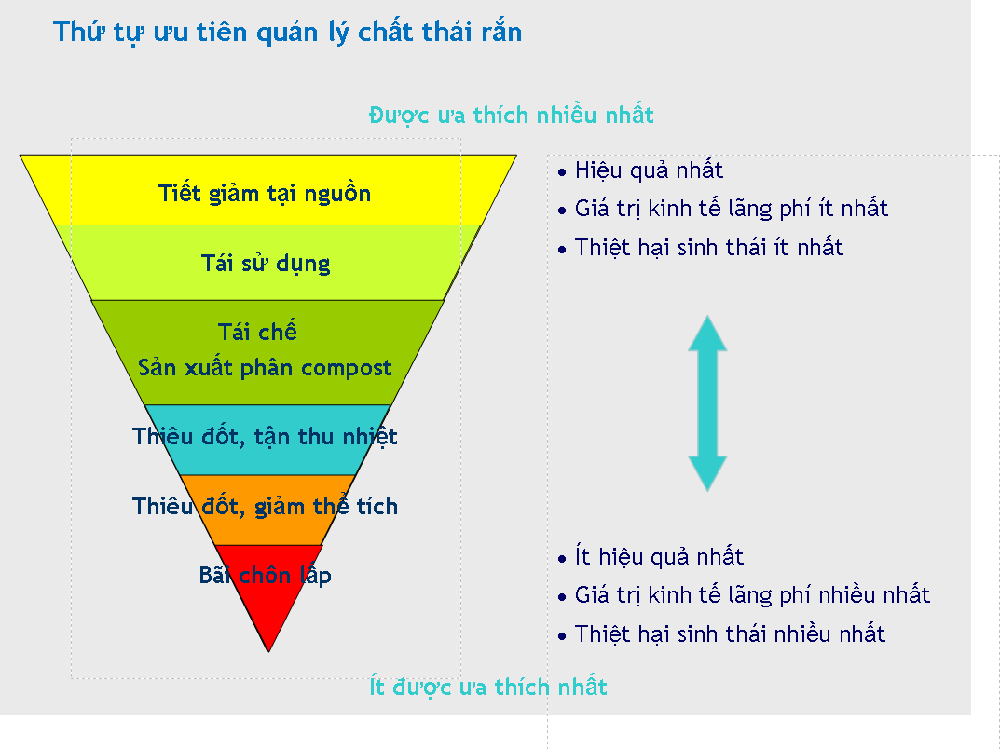 Thứ tự ưu tiên quản lý chất thải rắn
Được ưa thích nhiều nhất
Tiết giảm tại nguồn
Tái sử dụng
Tái chế
Sản xuất phân compost
Thiêu đốt, tận thu nhiệt
Thiêu đốt, giảm thể tích
Bãi chôn lấp
• Hiệu quả nhất
• Giá trị kinh tế lãng phí ít nhất
• Thiệt hại sinh thái ít nhất
• Ít hiệu quả nhất
• Giá trị kinh tế lãng phí nhiều nhất
• Thiệt hại sinh thái nhiều nhất
Ít được ưa thích nhất